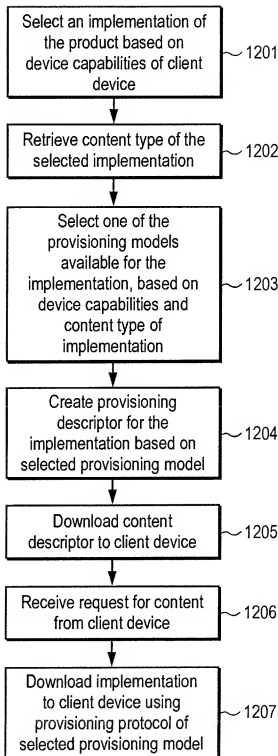 Select an implementation of
the product based on
device capabilities of client
device
1201
Retrieve content type of the
selected implementation
1202
Select one of the
provisioning models
available for the
implementation, based on
device capabilities and
content type of
implementation
1203
Create provisioning
descriptor for the
implementation based on
selected provisioning model
1204
Download content
descriptor to client device
1205
Receive request for content
from client device
1206
Download implementation
to client device using
provisioning protocol of
selected provisioning model
1207